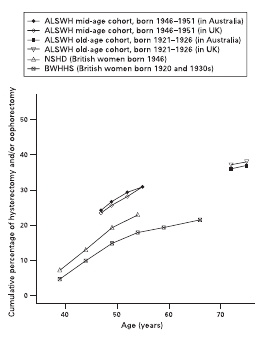 ALSWH mid-age cohort, born 1946–1951 (in Australia)
ALSWH mid-age cohort, born 1946–1951 (in UK)
ALSWH old-age cohort, born 1921–1926 (in Australia)
ALSWH old-age cohort, born 1921–1926 (in UK)
NSHD (British women born 1946)
BWHHS (British women born 1920 and 1930s)
Cumulative percentage of hysterectomy and/or oophorectomy
50
40
30
20
10
0
40
50
60
70
Age (years)